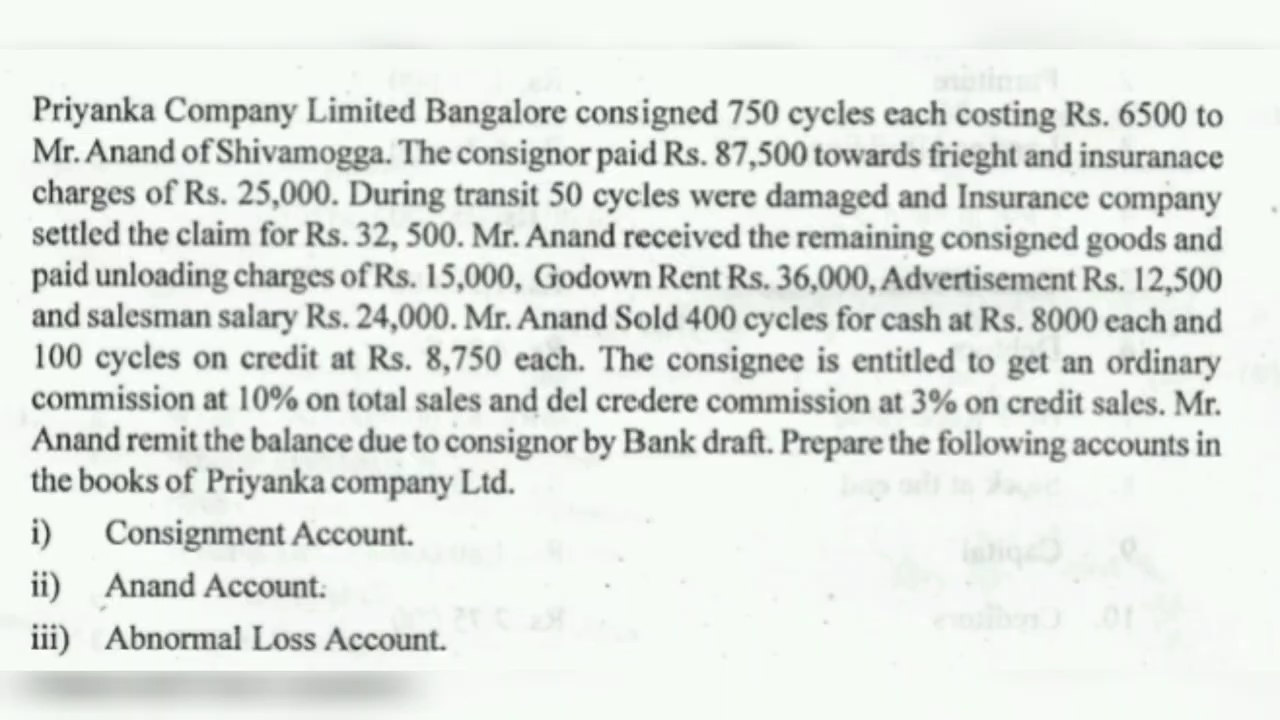 Priyanka Company Limited Bangalore consigned 750 cycles each costing Rs. 6500 to
Mr. Anand of Shivamogga. The consignor paid Rs. 87,500 towards frieght and insuranace
charges of Rs. 25,000. During transit 50 cycles were damaged and Insurance company
settled the claim for Rs. 32, 500. Mr. Anand received the remaining consigned goods and
paid unloading charges of Rs. 15,000, Godown Rent Rs. 36,000, Advertisement Rs. 12,500
and salesman salary Rs. 24,000. Mr. Anand Sold 400 cycles for cash at Rs. 8000 each and
100 cycles on credit at Rs. 8,750 each. The consignee is entitled to get an ordinary
commission at 10% on total sales and del credere commission at 3% on credit sales. Mr.
Anand remit the balance due to consignor by Bank draft. Prepare the following accounts in
the books of Priyanka company Ltd.
i) Consignment Account.
ii) Anand Account.
iii) Abnormal Loss Account.